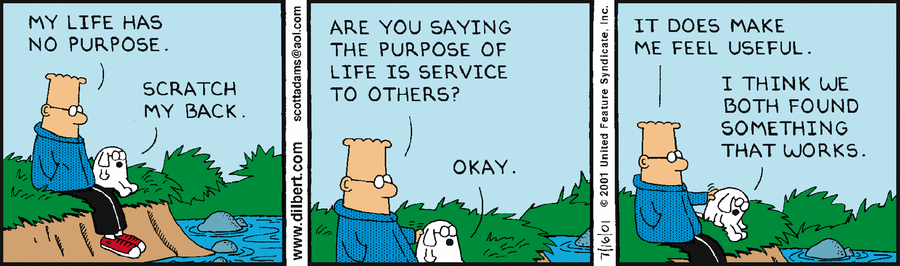 MY LIFE HAS
NO PURPOSE.
SCRATCH
MY BACK.
www.dilbert.com scottadams@aol.com
ARE YOU SAYING
THE PURPOSE OF
LIFE IS SERVICE
TO OTHERS?
OKAY.
7/16/01 © 2001 United Feature Syndicate, Inc.
IT DOES MAKE
ME FEEL USEFUL.
I THINK WE
BOTH FOUND
SOMETHING
THAT WORKS.